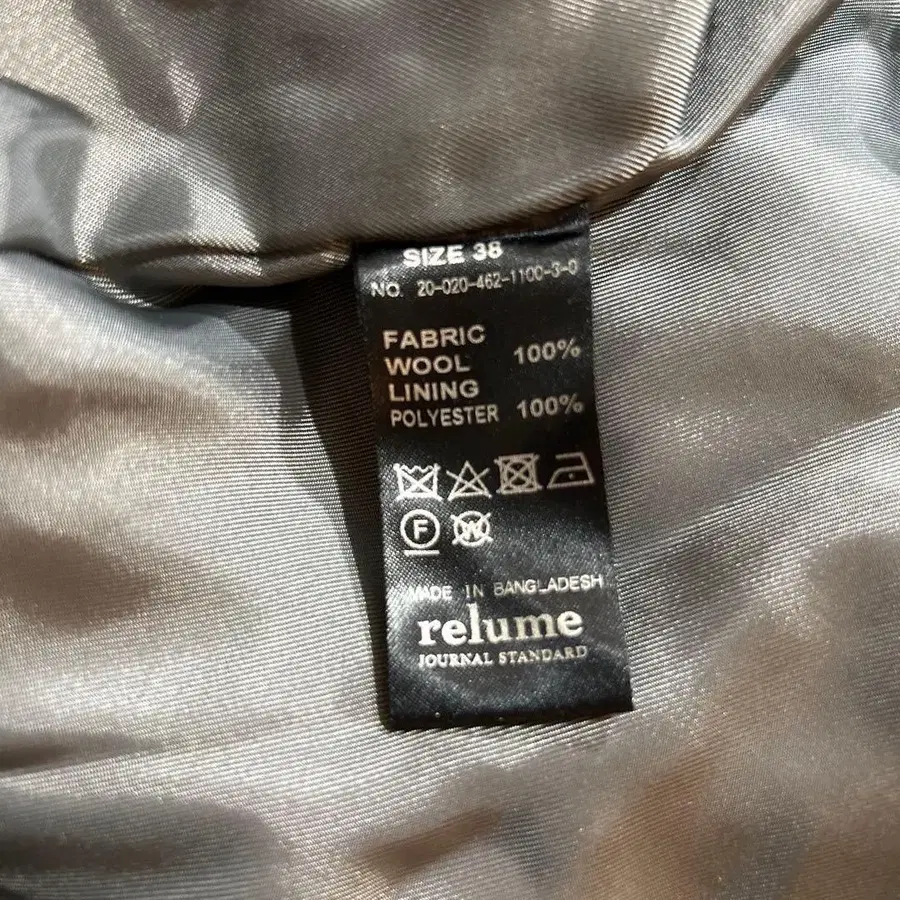 SIZE 38
NO. 20-020-462-1100-3-0
FABRIC
WOOL 100%
LINING
POLYESTER 100%
F W
MADE IN BANGLADESH
relume
JOURNAL STANDARD